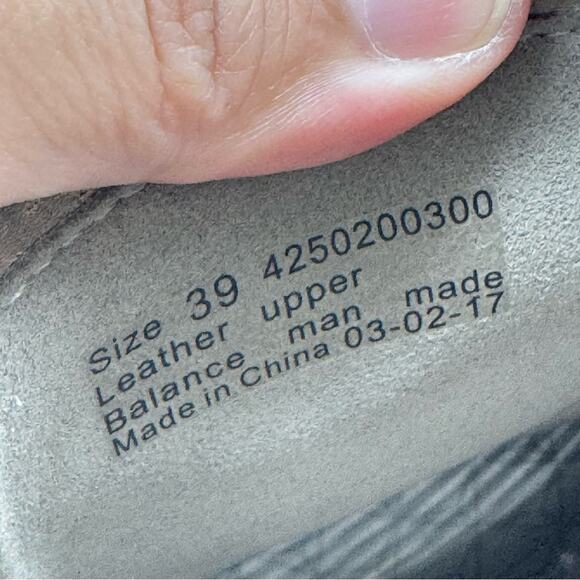 Size 39 4250200300
Leather upper
Balance man made
Made in China 03-02-17